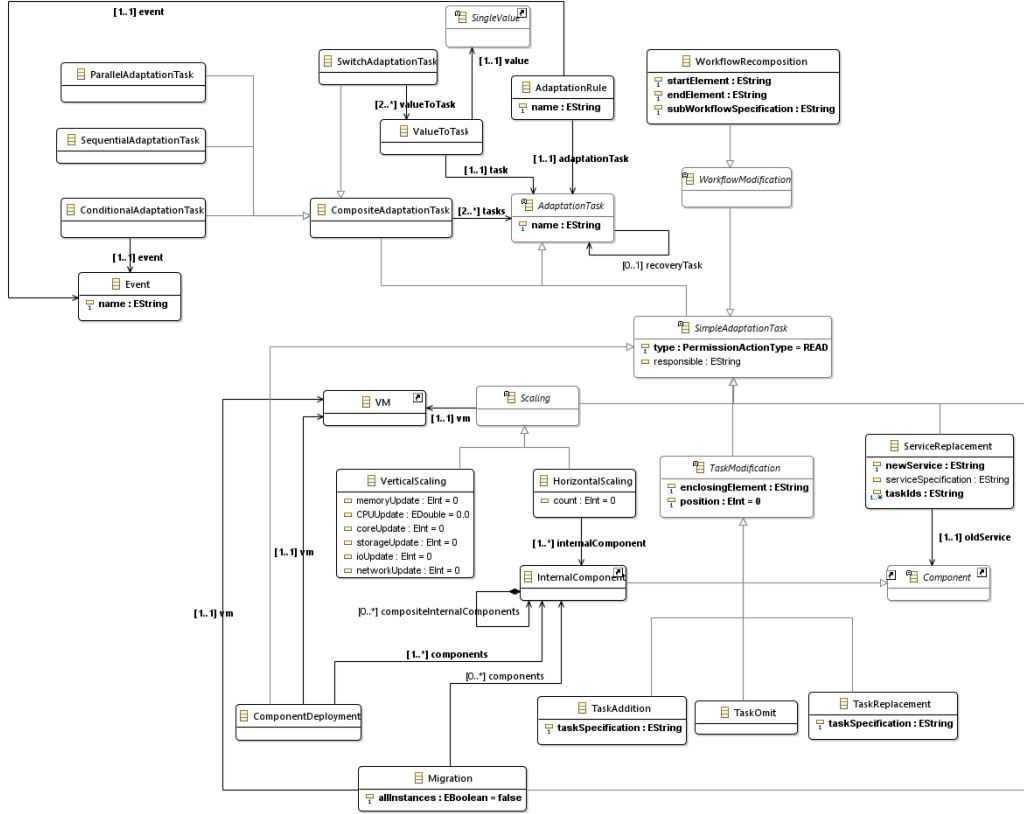 [1..1] event
SingleValue
ParallelAdaptationTask
SwitchAdaptationTask
[1..1] value
WorkflowRecomposition
startElement : EString
endElement : EString
subWorkflowSpecification : EString
AdaptationRule
name : EString
[2..*] valueToTask
ValueToTask
SequentialAdaptationTask
[1..1] adaptationTask
[1..1] task
WorkflowModification
ConditionalAdaptationTask
CompositeAdaptationTask
[2..*] tasks
AdaptationTask
name : EString
[1..1] event
[0..1] recoveryTask
Event
name : EString
SimpleAdaptationTask
type : PermissionActionType = READ
responsible : EString
VM
Scaling
[1..1] vm
ServiceReplacement
newService : EString
serviceSpecification : EString
1..*
taskIds : EString
TaskModification
enclosingElement : EString
position : EInt = 0
VerticalScaling
memoryUpdate : EInt = 0
CPUUpdate : EDouble = 0.0
coreUpdate : EInt = 0
storageUpdate : EInt = 0
ioUpdate : EInt = 0
networkUpdate : EInt = 0
HorizontalScaling
count : EInt = 0
[1..1] oldService
[1..*] internalComponent
[1..1] vm
InternalComponent
Component
[0..*] compositeInternalComponents
[1..1] vm
[1..*] components
[0..*] components
ComponentDeployment
TaskAddition
taskSpecification : EString
TaskOmit
TaskReplacement
taskSpecification : EString
Migration
allInstances : EBoolean = false